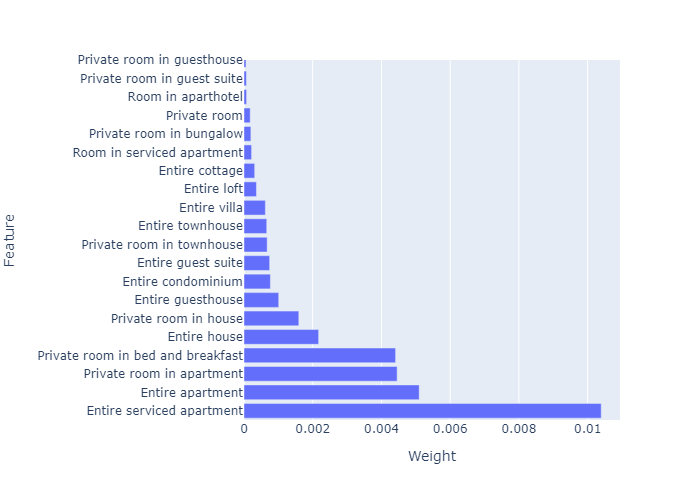 Private room in guesthouse
Private room in guest suite
Room in aparthotel
Private room
Private room in bungalow
Room in serviced apartment
Entire cottage
Entire loft
Entire villa
Entire townhouse
Private room in townhouse
Entire guest suite
Entire condominium
Entire guesthouse
Private room in house
Entire house
Private room in bed and breakfast
Private room in apartment
Entire apartment
Entire serviced apartment
Feature
0 0.002 0.004 0.006 0.008 0.01
Weight